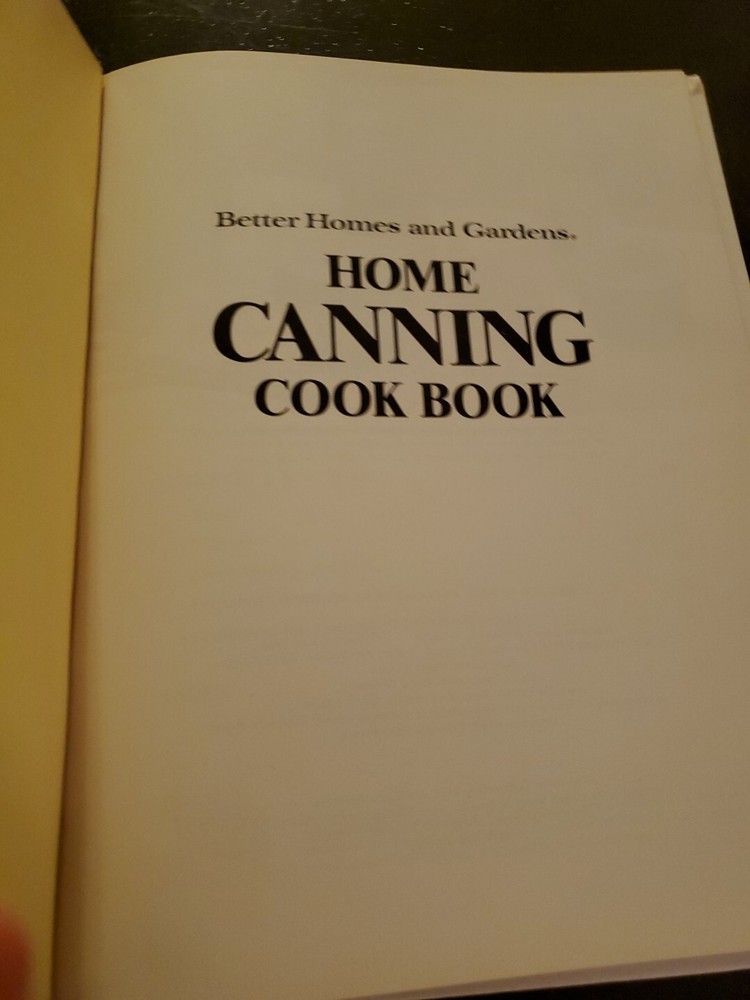 Better Homes and Gardens®
HOME
CANNING
COOK BOOK